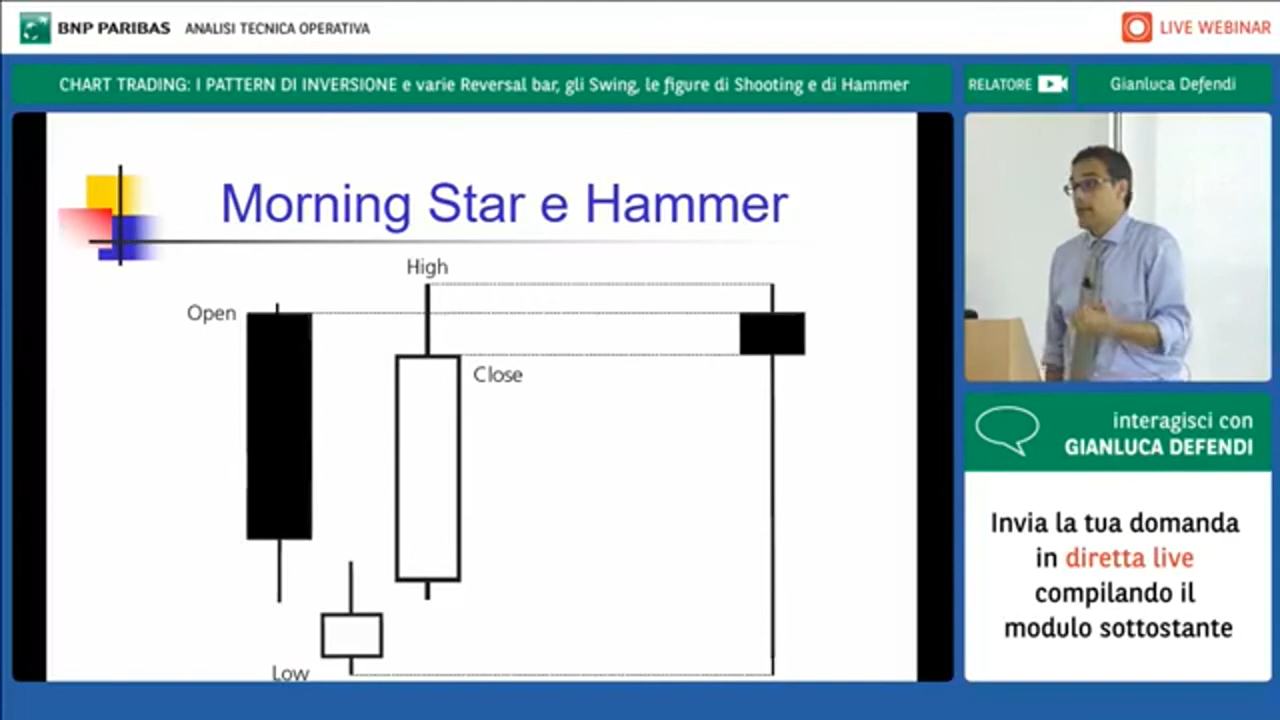 BNP PARIBAS ANALISI TECNICA OPERATIVA
LIVE WEBINAR
CHART TRADING: I PATTERN DI INVERSIONE e varie Reversal bar, gli Swing, le figure di Shooting e di Hammer
RELATORE
Gianluca Defendi
Morning Star e Hammer
High
Open
Close
Low
interagisci con
GIANLUCA DEFENDI
Invia la tua domanda
in diretta live
compilando il
modulo sottostante